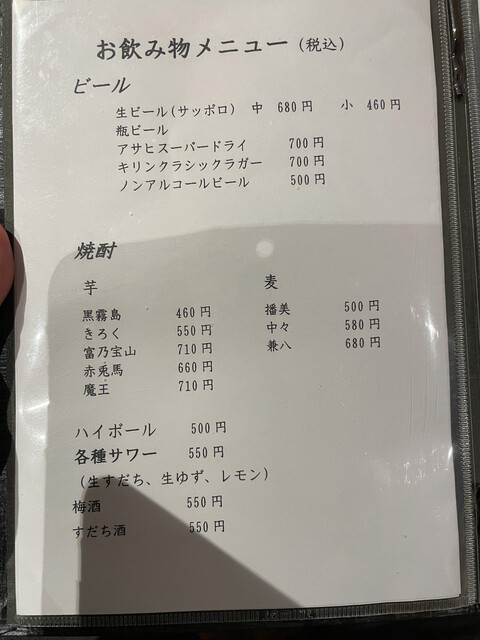 お飲み物メニュー(税込)
ビール
生ビール(サッポロ) 中 680円 小 460円
瓶ビール
アサヒスーパードライ 700円
キリンクラシックラガー 700円
ノンアルコールビール 500円
焼酎
芋 麦
黒霧島 460円 播美 500円
きろく 550円 中々 580円
富乃宝山 710円 兼八 680円
赤兎馬 660円
魔王 710円
ハイボール 500円
各種サワー 550円
(生すだち、生ゆず、レモン)
梅酒 550円
すだち酒 550円